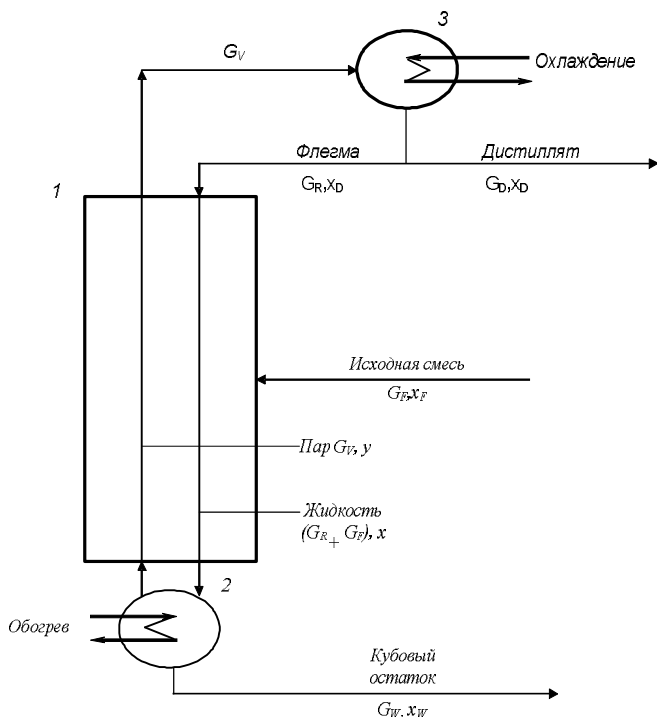 3
G_V
Охлаждение
Флегма
Дистиллят
G_R,x_D
G_D,x_D
1
Исходная смесь
G_F,x_F
Пар G_V, y
Жидкость
(G_R + G_F), x
2
Обогрев
Кубовый
остаток
G_W, x_W